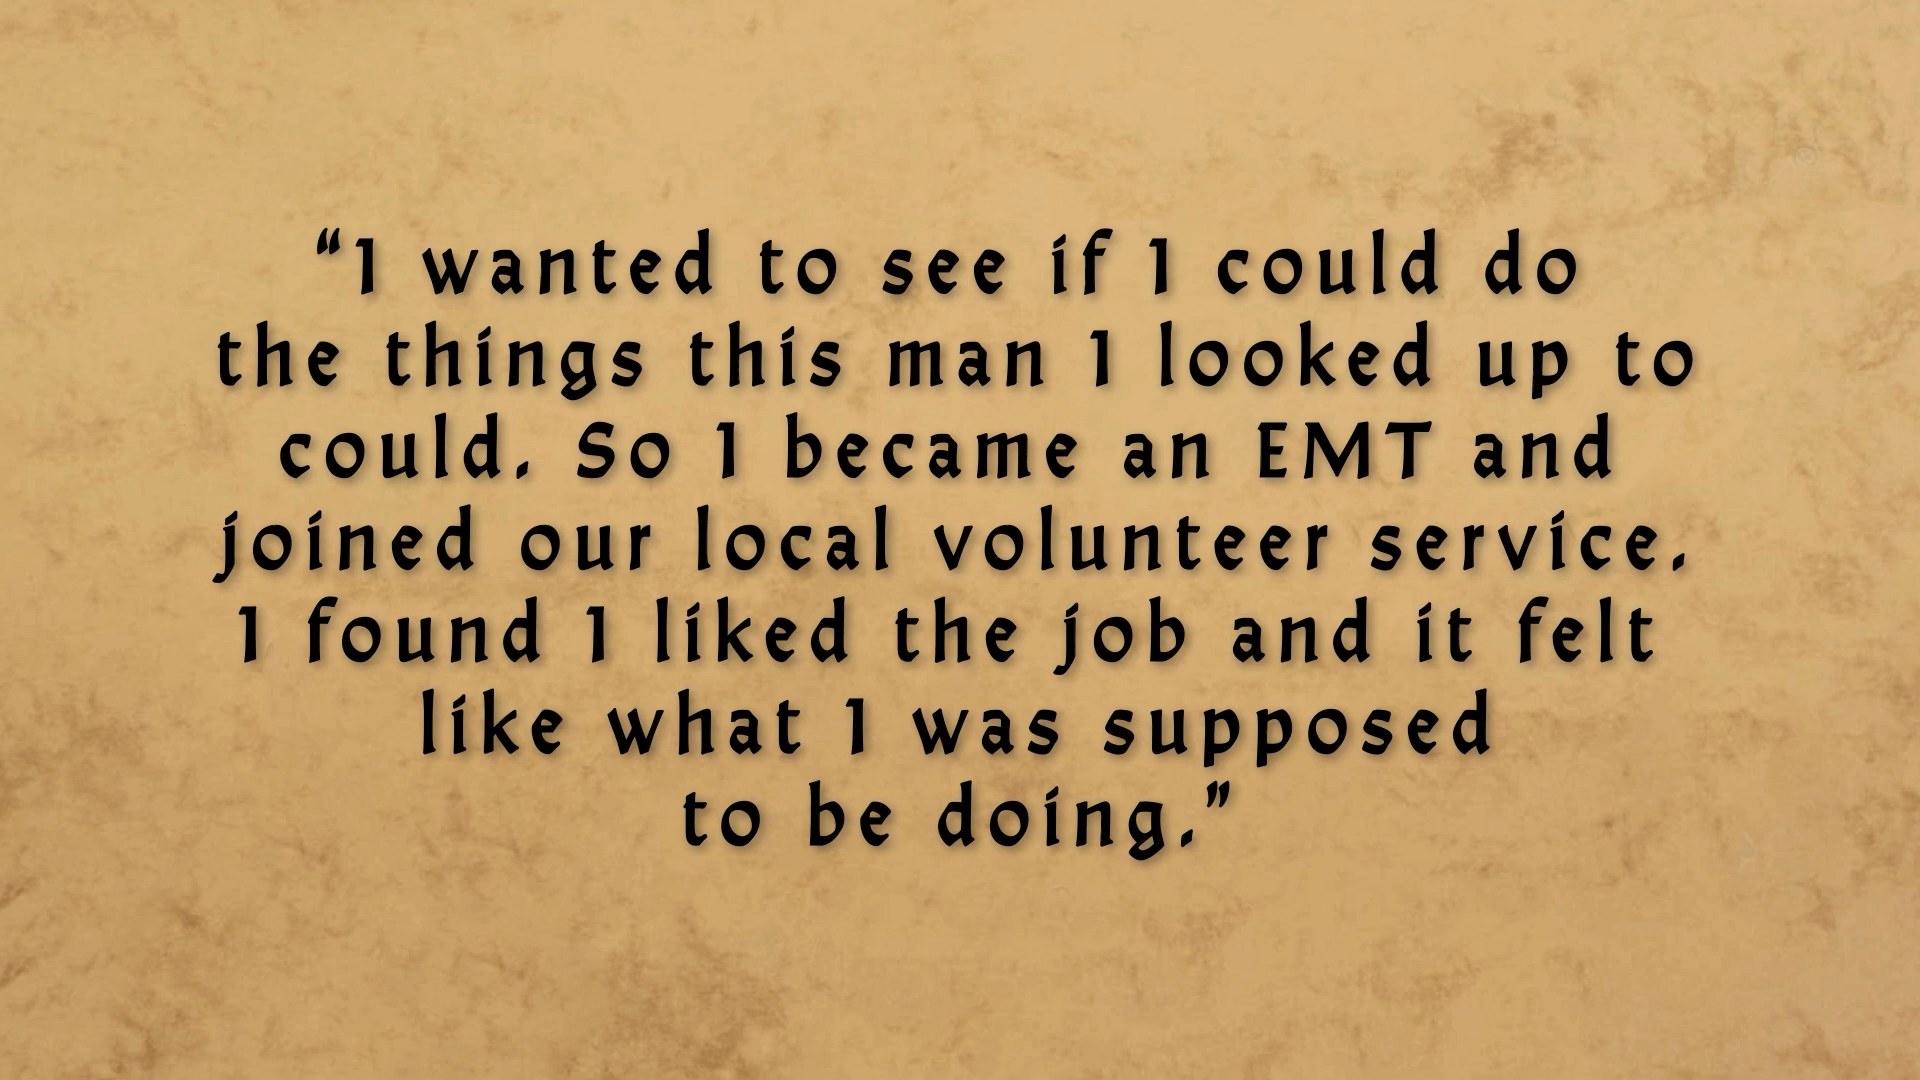 “I wanted to see if I could do
the things this man I looked up to
could. So I became an EMT and
joined our local volunteer service.
I found I liked the job and it felt
like what I was supposed
to be doing.”